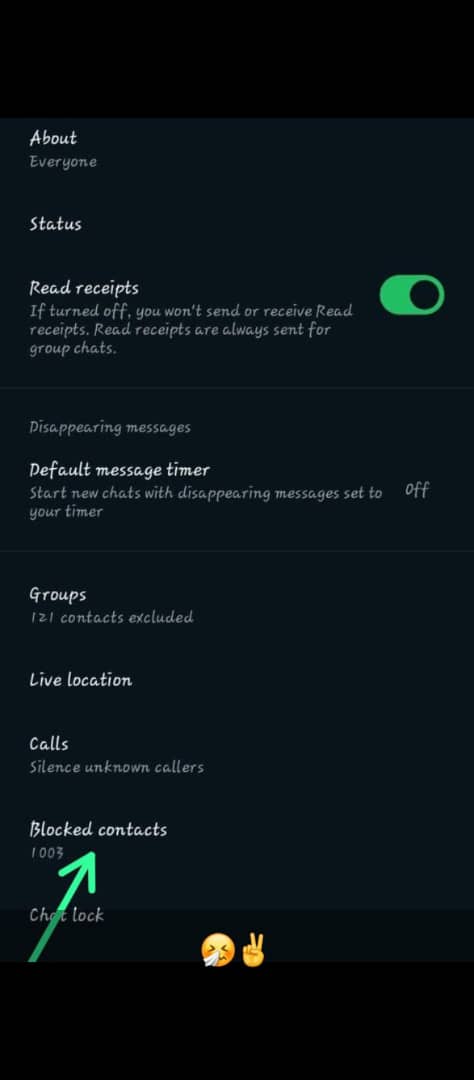 About
Everyone
Status
Read receipts
If turned off, you won't send or receive Read
receipts. Read receipts are always sent for
group chats.
Disappearing messages
Default message timer
Start new chats with disappearing messages set to
your timer
Off
Groups
121 contacts excluded
Live location
Calls
Silence unknown callers
Blocked contacts
1003
Chat lock
🤧✌️